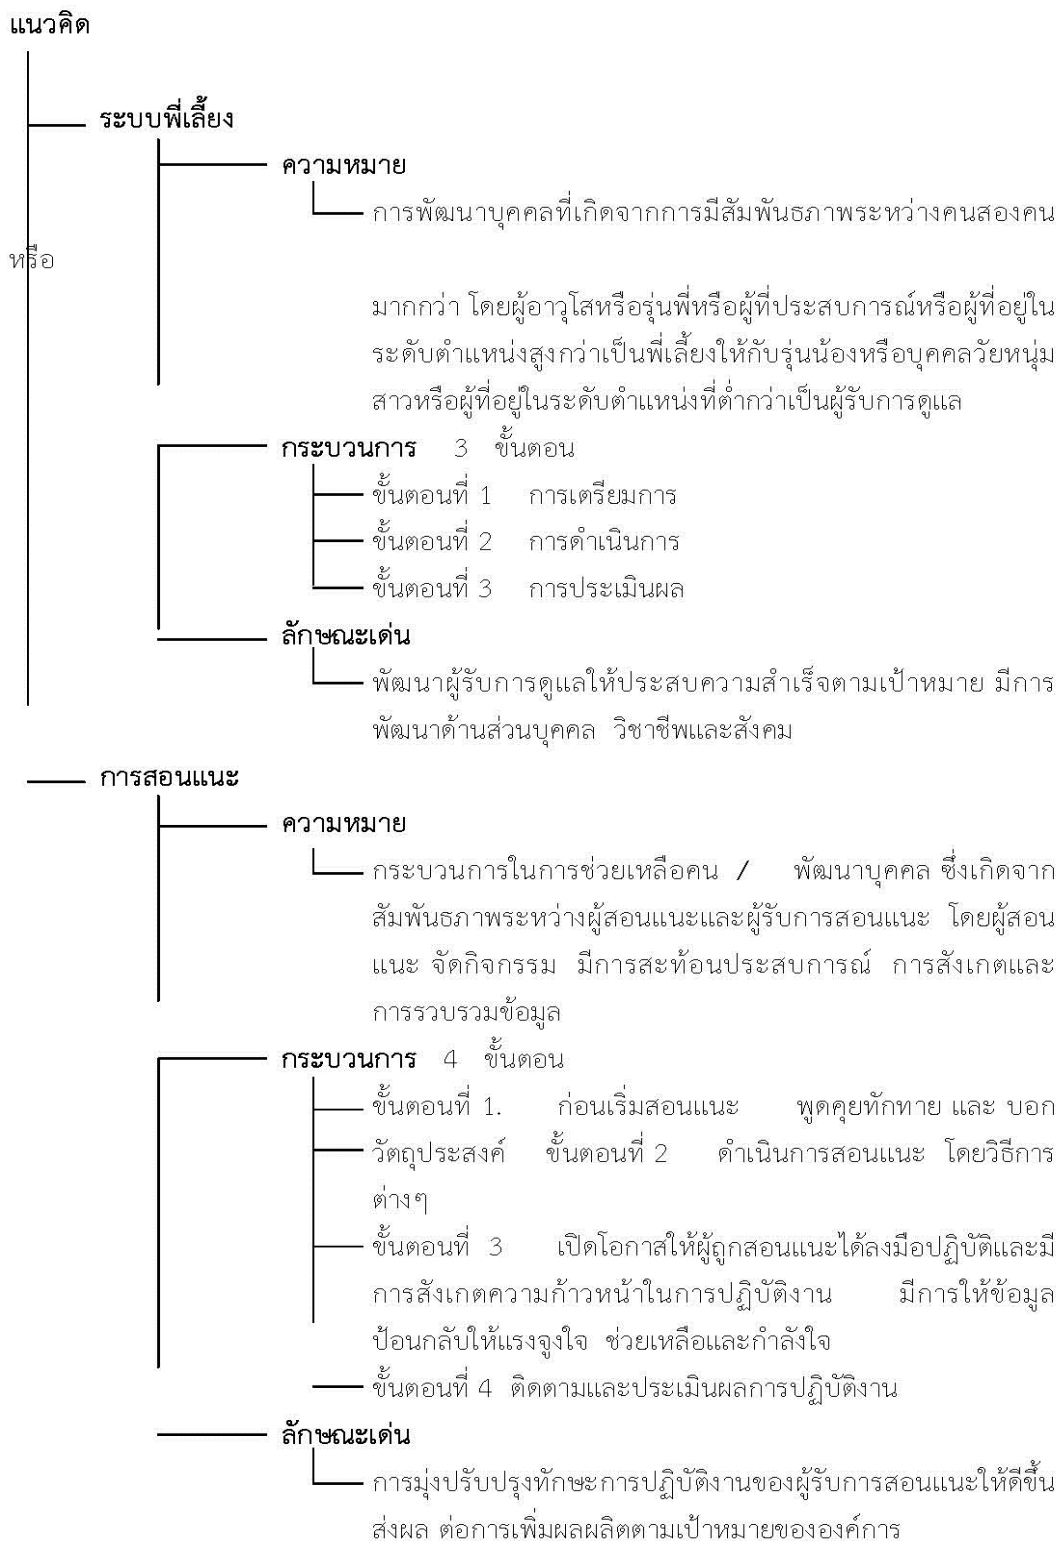 แนวคิด
ระบบพี่เลี้ยง
ความหมาย
การพัฒนาบุคคลที่เกิดจากการมีสัมพันธภาพระหว่างคนสองคน
หรือ
มากกว่า โดยผู้อาวุโสหรือรุ่นพี่หรือผู้ที่ประสบการณ์หรือผู้ที่อยู่ใน
ระดับตำแหน่งสูงกว่าเป็นพี่เลี้ยงให้กับรุ่นน้องหรือบุคคลวัยหนุ่ม
สาวหรือผู้ที่อยู่ในระดับตำแหน่งที่ต่ำกว่าเป็นผู้รับการดูแล
กระบวนการ 3 ขั้นตอน
ขั้นตอนที่ 1 การเตรียมการ
ขั้นตอนที่ 2 การดำเนินการ
ขั้นตอนที่ 3 การประเมินผล
ลักษณะเด่น
พัฒนาผู้รับการดูแลให้ประสบความสำเร็จตามเป้าหมาย มีการ
พัฒนาด้านส่วนบุคคล วิชาชีพและสังคม
การสอนแนะ
ความหมาย
กระบวนการในการช่วยเหลือคน / พัฒนาบุคคล ซึ่งเกิดจาก
สัมพันธภาพระหว่างผู้สอนแนะและผู้รับการสอนแนะ โดยผู้สอน
แนะ จัดกิจกรรม มีการสะท้อนประสบการณ์ การสังเกตและ
การรวบรวมข้อมูล
กระบวนการ 4 ขั้นตอน
ขั้นตอนที่ 1. ก่อนเริ่มสอนแนะ พูดคุยทักทาย และ บอก
วัตถุประสงค์ ขั้นตอนที่ 2 ดำเนินการสอนแนะ โดยวิธีการ
ต่างๆ
ขั้นตอนที่ 3 เปิดโอกาสให้ผู้ถูกสอนแนะได้ลงมือปฏิบัติและมี
การสังเกตความก้าวหน้าในการปฏิบัติงาน มีการให้ข้อมูล
ป้อนกลับให้แรงจูงใจ ช่วยเหลือและกำลังใจ
ขั้นตอนที่ 4 ติดตามและประเมินผลการปฏิบัติงาน
ลักษณะเด่น
การมุ่งปรับปรุงทักษะการปฏิบัติงานของผู้รับการสอนแนะให้ดีขึ้น
ส่งผล ต่อการเพิ่มผลผลิตตามเป้าหมายขององค์การ